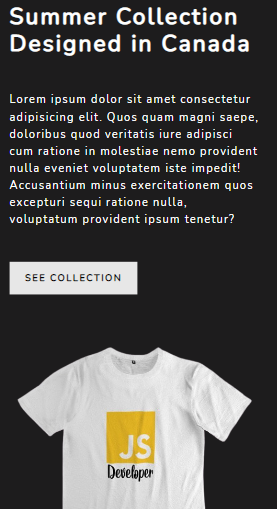 Summer Collection
Designed in Canada
Lorem ipsum dolor sit amet consectetur
adipisicing elit. Quos quam magni saepe,
doloribus quod veritatis iure adipisci
cum ratione in molestiae nemo provident
nulla eveniet voluptatem iste impedit!
Accusantium minus exercitationem quos
excepturi sequi ratione nulla,
voluptatum provident ipsum tenetur?
SEE COLLECTION
JS
Developer